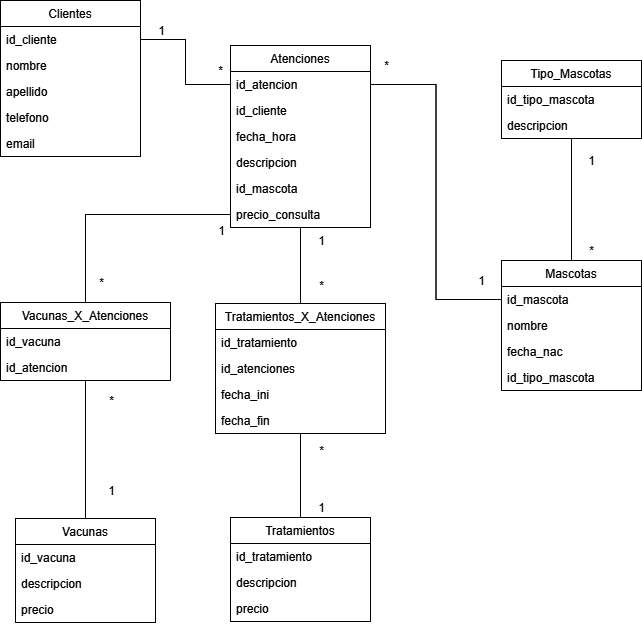 Clientes
id_cliente
nombre
apellido
telefono
email
1
*
Atenciones
id_atencion
id_cliente
fecha_hora
descripcion
id_mascota
precio_consulta
*
1
Tipo_Mascotas
id_tipo_mascota
descripcion
1
*
Mascotas
id_mascota
nombre
fecha_nac
id_tipo_mascota
1
*
1
*
Vacunas_X_Atenciones
id_vacuna
id_atencion
*
1
Tratamientos_X_Atenciones
id_tratamiento
id_atenciones
fecha_ini
fecha_fin
*
1
Vacunas
id_vacuna
descripcion
precio
Tratamientos
id_tratamiento
descripcion
precio